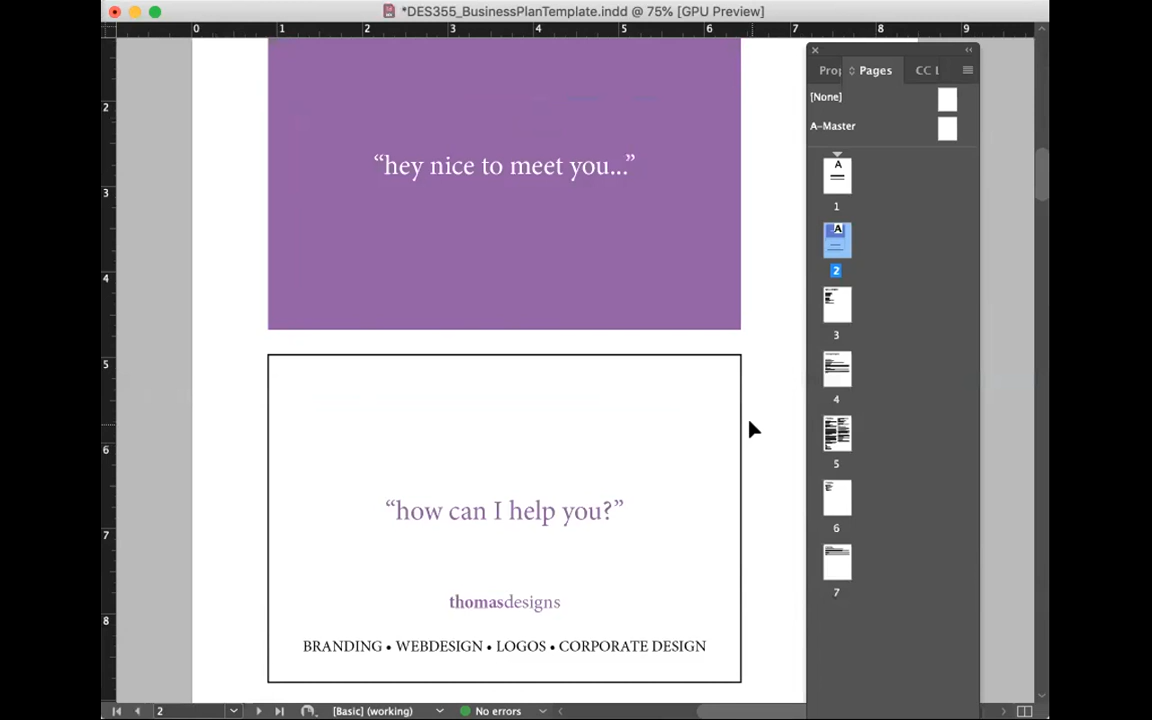 *DES355_BusinessPlanTemplate.indd @ 75% [GPU Preview]
0 1 2 3 4 5 6 7 8 9
2
3
4
5
6
7
8
“hey nice to meet you...”
“how can I help you?”
thomasdesigns
BRANDING • WEBDESIGN • LOGOS • CORPORATE DESIGN
Pro Pages CC L
[None]
A-Master
A
1
A
2
3
4
5
6
7
2 [Basic] (working) No errors